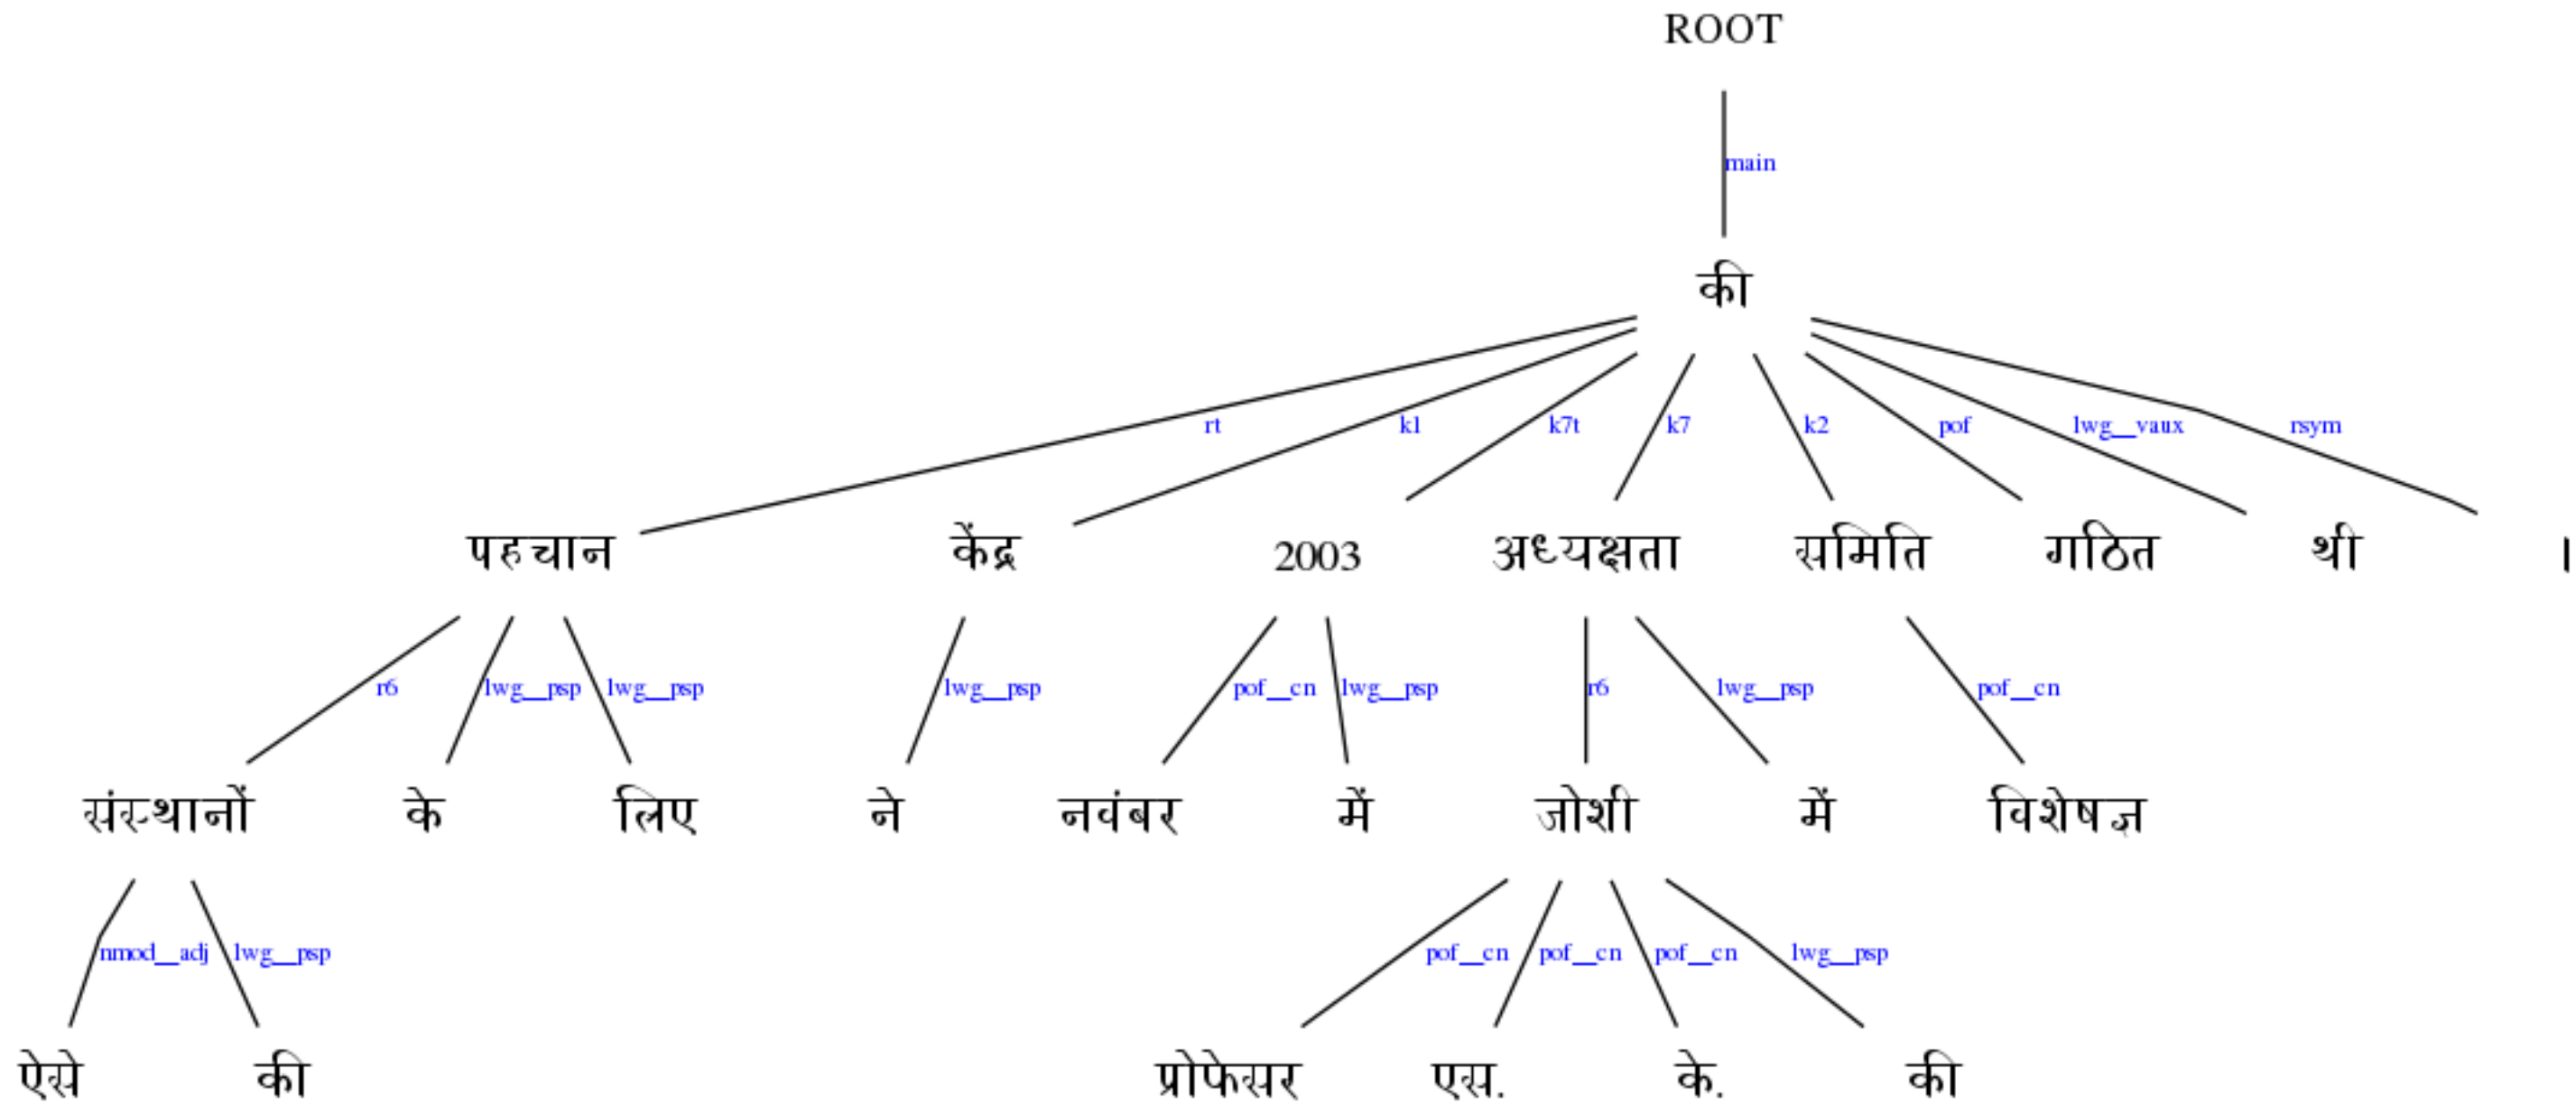 ROOT
main
की
rt k1 k7t k7 k2 pof lwg__vaux rsym
पहचान केंद्र 2003 अध्यक्षता समिति गठित थी ।
r6 lwg__psp lwg__psp lwg__psp pof__cn lwg__psp r6 lwg__psp pof__cn
संस्थानों के लिए ने नवंबर में जोशी में विशेषज्ञ
nmod__adj lwg__psp pof__cn pof__cn pof__cn lwg__psp
ऐसे की प्रोफेसर एस. के. की